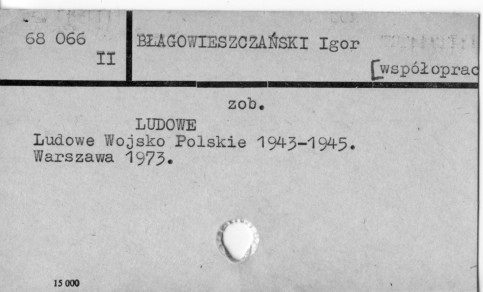 68 066
II
BŁAGOWIESZCZAŃSKI Igor
[współoprac
zob.
LUDOWE
Ludowe Wojsko Polskie 1943-1945.
Warszawa 1973.
15 000